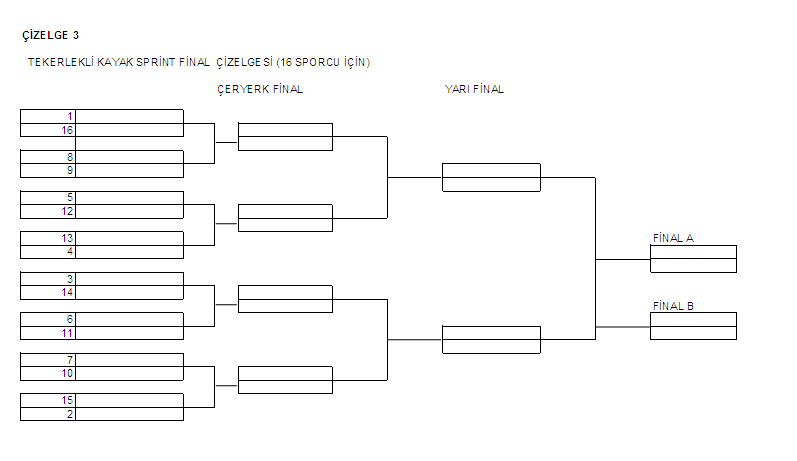 ÇİZELGE 3
TEKERLEKLİ KAYAK SPRİNT FİNAL ÇİZELGESİ (16 SPORCU İÇİN)
ÇERYERK FİNAL
YARI FİNAL
1
16
8
9
5
12
13
4
3
14
6
11
7
10
15
2
FİNAL A
FİNAL B